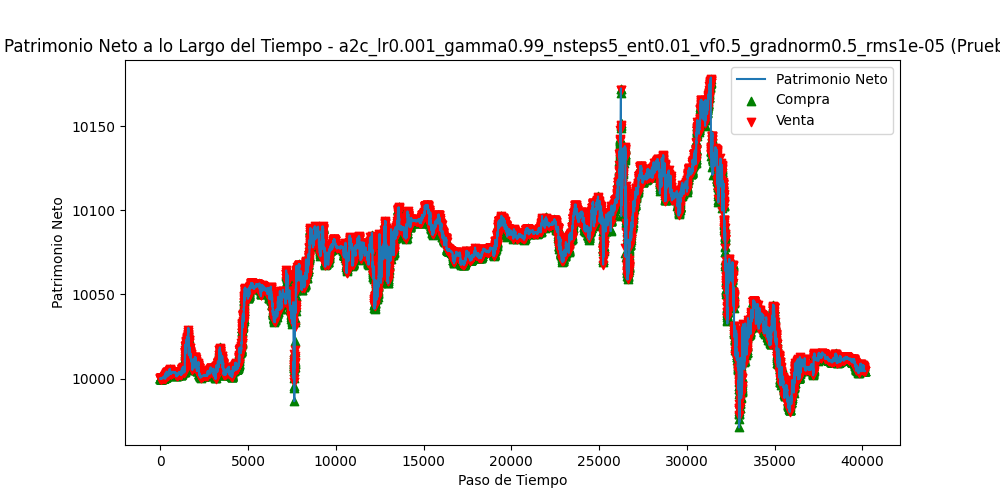 Patrimonio Neto a lo Largo del Tiempo - a2c_lr0.001_gamma0.99_nsteps5_ent0.01_vf0.5_gradnorm0.5_rms1e-05 (Prueb
Patrimonio Neto
Compra
Venta
10150
10100
10050
10000
Patrimonio Neto
0 5000 10000 15000 20000 25000 30000 35000 40000
Paso de Tiempo